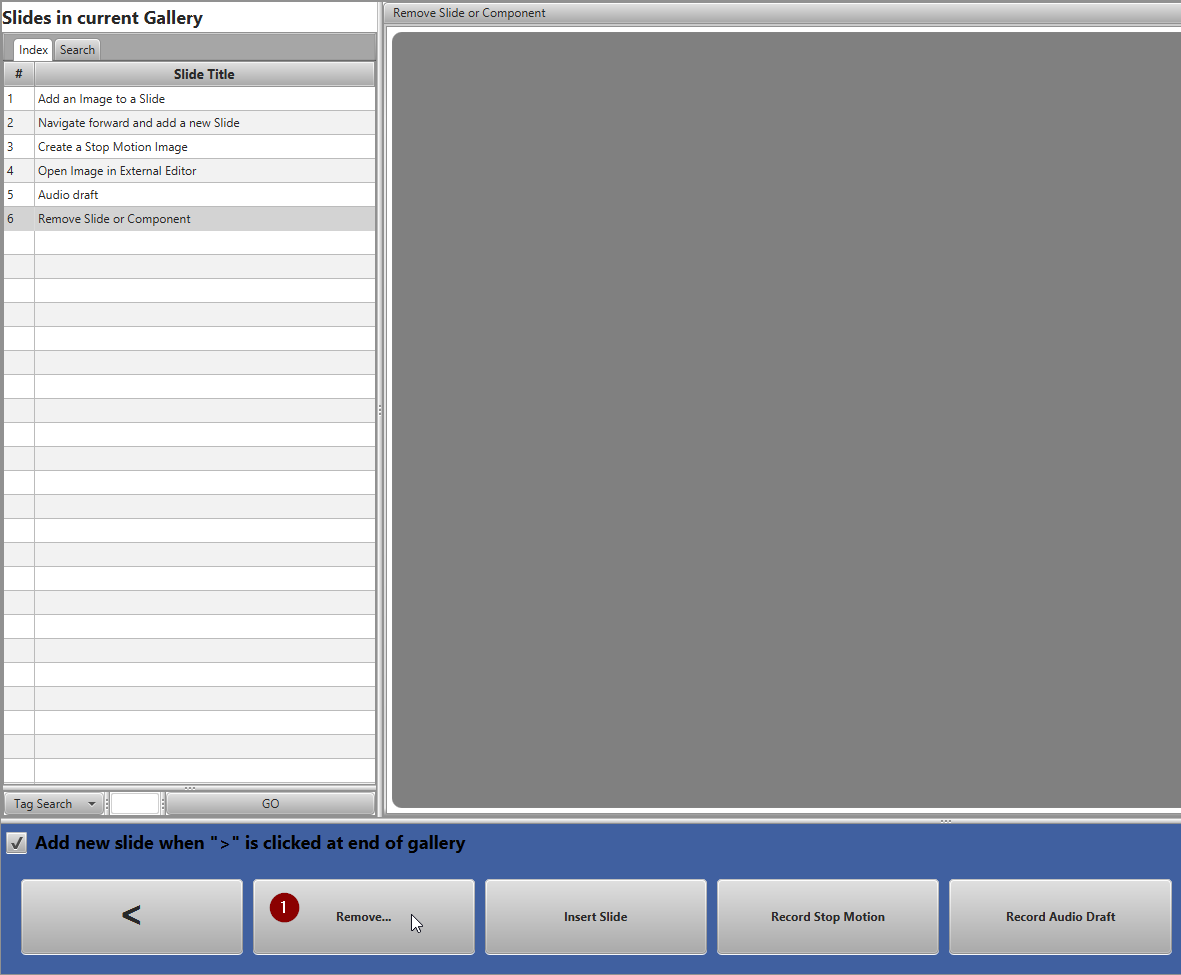 Slides in current Gallery
Remove Slide or Component
Index Search
# Slide Title
1 Add an Image to a Slide
2 Navigate forward and add a new Slide
3 Create a Stop Motion Image
4 Open Image in External Editor
5 Audio draft
6 Remove Slide or Component
Tag Search GO
Add new slide when ">" is clicked at end of gallery
< 1 Remove... Insert Slide Record Stop Motion Record Audio Draft